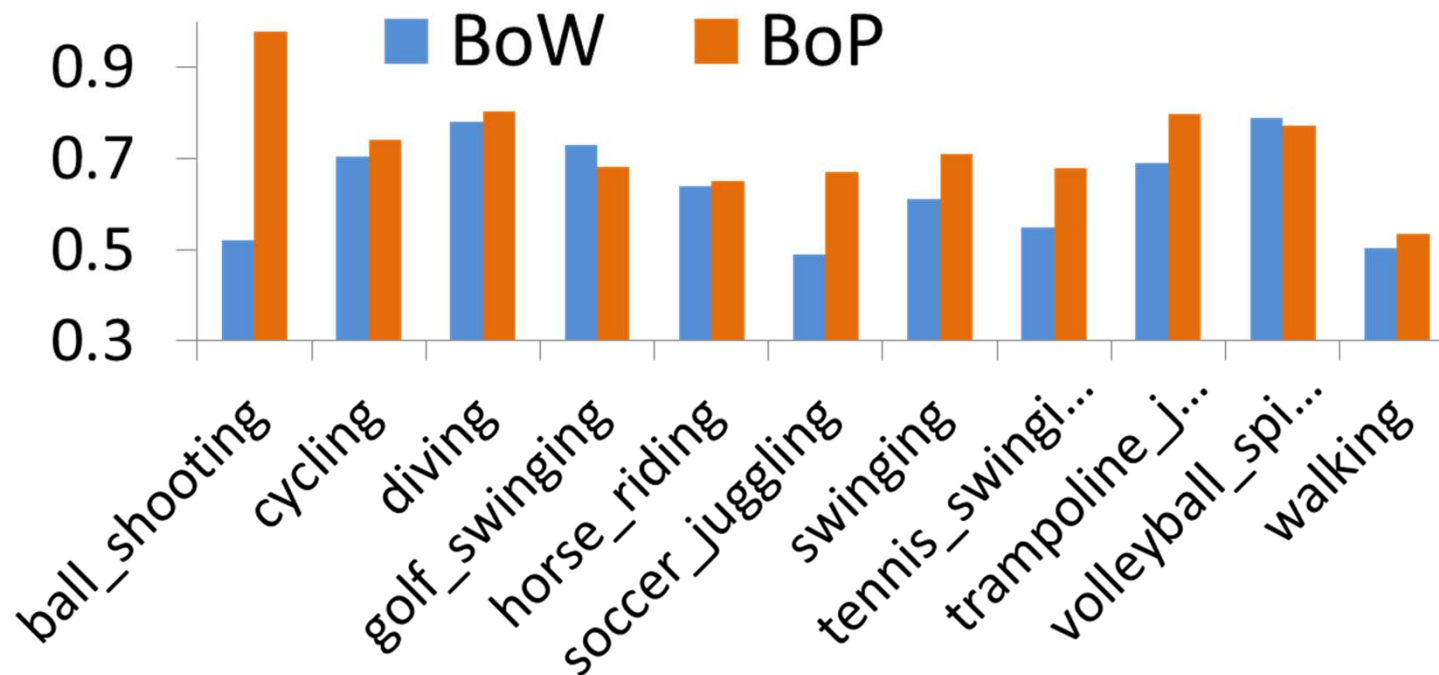 BoW BoP
0.9
0.7
0.5
0.3
ball_shooting
cycling
diving
golf_swinging
horse_riding
soccer_juggling
swinging
tennis_swingi...
trampoline_j...
volleyball_spi...
walking